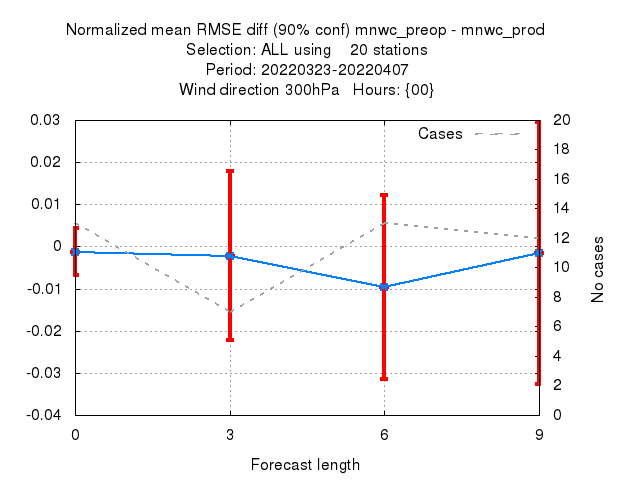 Normalized mean RMSE diff (90% conf) mnwc_preop - mnwc_prod
Selection: ALL using    20 stations
Period: 20220323-20220407
Wind direction 300hPa   Hours: {00}
0.03
0.02
0.01
0
-0.01
-0.02
-0.03
-0.04
Cases
20
18
16
14
12
10
8
6
4
2
0
No cases
0 3 6 9
Forecast length